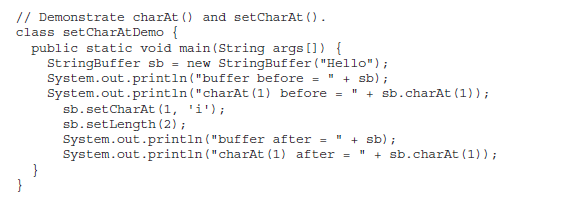 // Demonstrate charAt() and setCharAt().
class setCharAtDemo {
  public static void main(String args[]) {
    StringBuffer sb = new StringBuffer("Hello");
    System.out.println("buffer before = " + sb);
    System.out.println("charAt(1) before = " + sb.charAt(1));
      sb.setCharAt(1, 'i');
      sb.setLength(2);
      System.out.println("buffer after = " + sb);
      System.out.println("charAt(1) after = " + sb.charAt(1));
  }
}